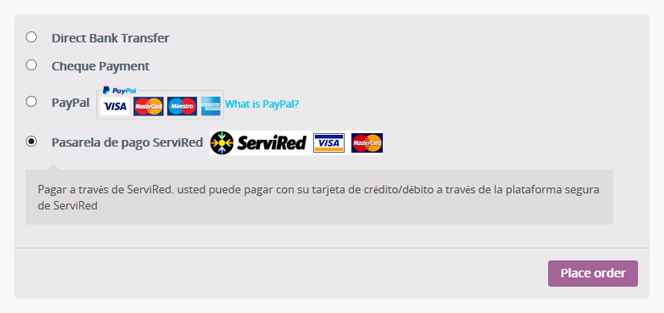 Direct Bank Transfer
Cheque Payment
PayPal PayPal VISA MasterCard Maestro AMERICAN EXPRESS What is PayPal?
Pasarela de pago ServiRed ServiRed VISA MasterCard
Pagar a través de ServiRed. usted puede pagar con su tarjeta de crédito/débito a través de la plataforma segura
de ServiRed
Place order